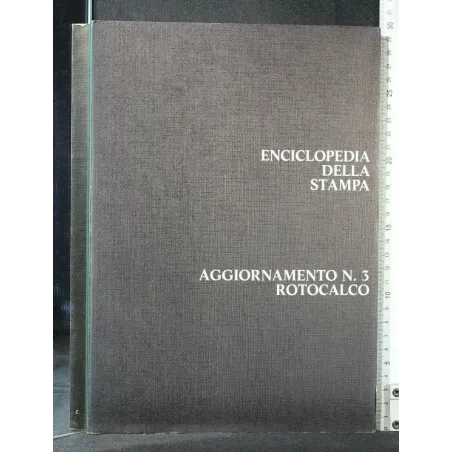 ENCICLOPEDIA
DELLA
STAMPA
AGGIORNAMENTO N. 3
ROTOCALCO